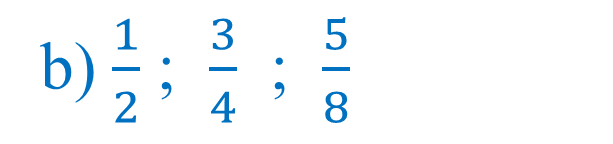 b) 1/2 ; 3/4 ; 5/8